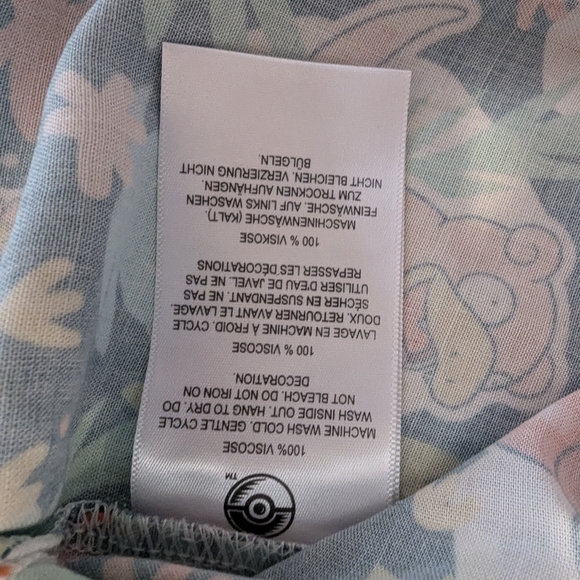 TM
100% VISCOSE
MACHINE WASH COLD. GENTLE CYCLE
WASH INSIDE OUT. HANG TO DRY. DO
NOT BLEACH. DO NOT IRON ON
DECORATION.
100 % VISCOSE
LAVAGE EN MACHINE À FROID. CYCLE
DOUX. RETOURNER AVANT LE LAVAGE.
SÉCHER EN SUSPENDANT. NE PAS
UTILISER D'EAU DE JAVEL. NE PAS
REPASSER LES DÉCORATIONS
100 % VISKOSE
MASCHINENWÄSCHE (KALT).
FEINWÄSCHE. AUF LINKS WASCHEN
ZUM TROCKNEN AUFHÄNGEN.
NICHT BLEICHEN. VERZIERUNG NICHT
BÜLGELN.